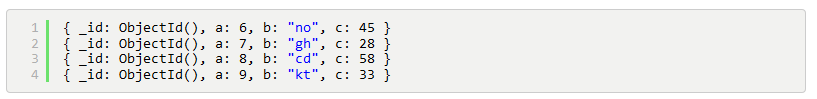 1 { _id: ObjectId(), a: 6, b: "no", c: 45 }
2 { _id: ObjectId(), a: 7, b: "gh", c: 28 }
3 { _id: ObjectId(), a: 8, b: "cd", c: 58 }
4 { _id: ObjectId(), a: 9, b: "kt", c: 33 }